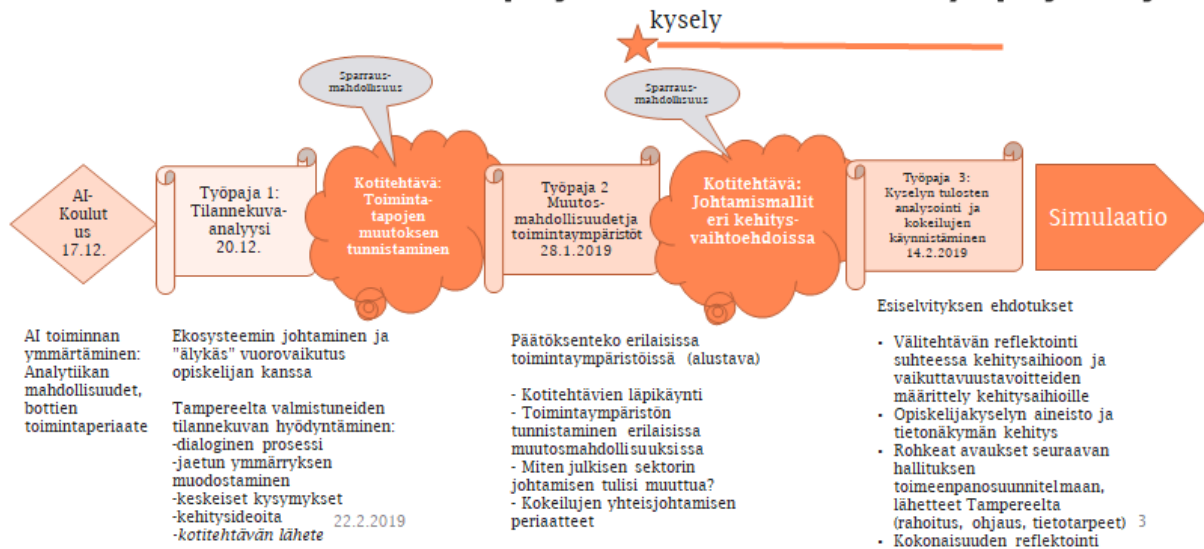 kysely
Sparraus-
mahdollisuus
Sparraus-
mahdollisuus
AI-
Koulut
us
17.12.
Työpaja 1:
Tilannekuva-
analyysi
20.12.
Kotitehtävä:
Toiminta-
tapojen
muutoksen
tunnistaminen
Työpaja 2
Muutos-
mahdollisuudet ja
toimintaympäristöt
28.1.2019
Kotitehtävä:
Johtamismallit
eri kehitys-
vaihtoehdoissa
Työpaja 3:
Kyselyn tulosten
analysointi ja
kokeilujen
käynnistäminen
14.2.2019
Simulaatio
AI toiminnan
ymmärtäminen:
Analytiikan
mahdollisuudet,
bottien
toimintaperiaate
Ekosysteemin johtaminen ja
"älykäs" vuorovaikutus
opiskelijan kanssa
Tampereelta valmistuneiden
tilannekuvan hyödyntäminen:
-dialoginen prosessi
-jaetun ymmärryksen
muodostaminen
-keskeiset kysymykset
-kehitysideoita
-kotitehtävän lähete
22.2.2019
Päätöksenteko erilaisissa
toimintaympäristöissä (alustava)
- Kotitehtävien läpikäynti
- Toimintaympäristön
tunnistaminen erilaisissa
muutosmahdollisuuksissa
- Miten julkisen sektorin
johtamisen tulisi muuttua?
- Kokeilujen yhteisjohtamisen
periaatteet
Esiselvityksen ehdotukset
• Välitehtävän reflektointi
suhteessa kehitysaihioon ja
vaikuttavuustavoitteiden
määrittely kehitysaihioille
• Opiskelijakyselyn aineisto ja
tietonäkymän kehitys
• Rohkeat avaukset seuraavan
hallituksen
toimeenpanosuunnitelmaan,
lähetteet Tampereelta
(rahoitus, ohjaus, tietotarpeet)
• Kokonaisuuden reflektointi
3